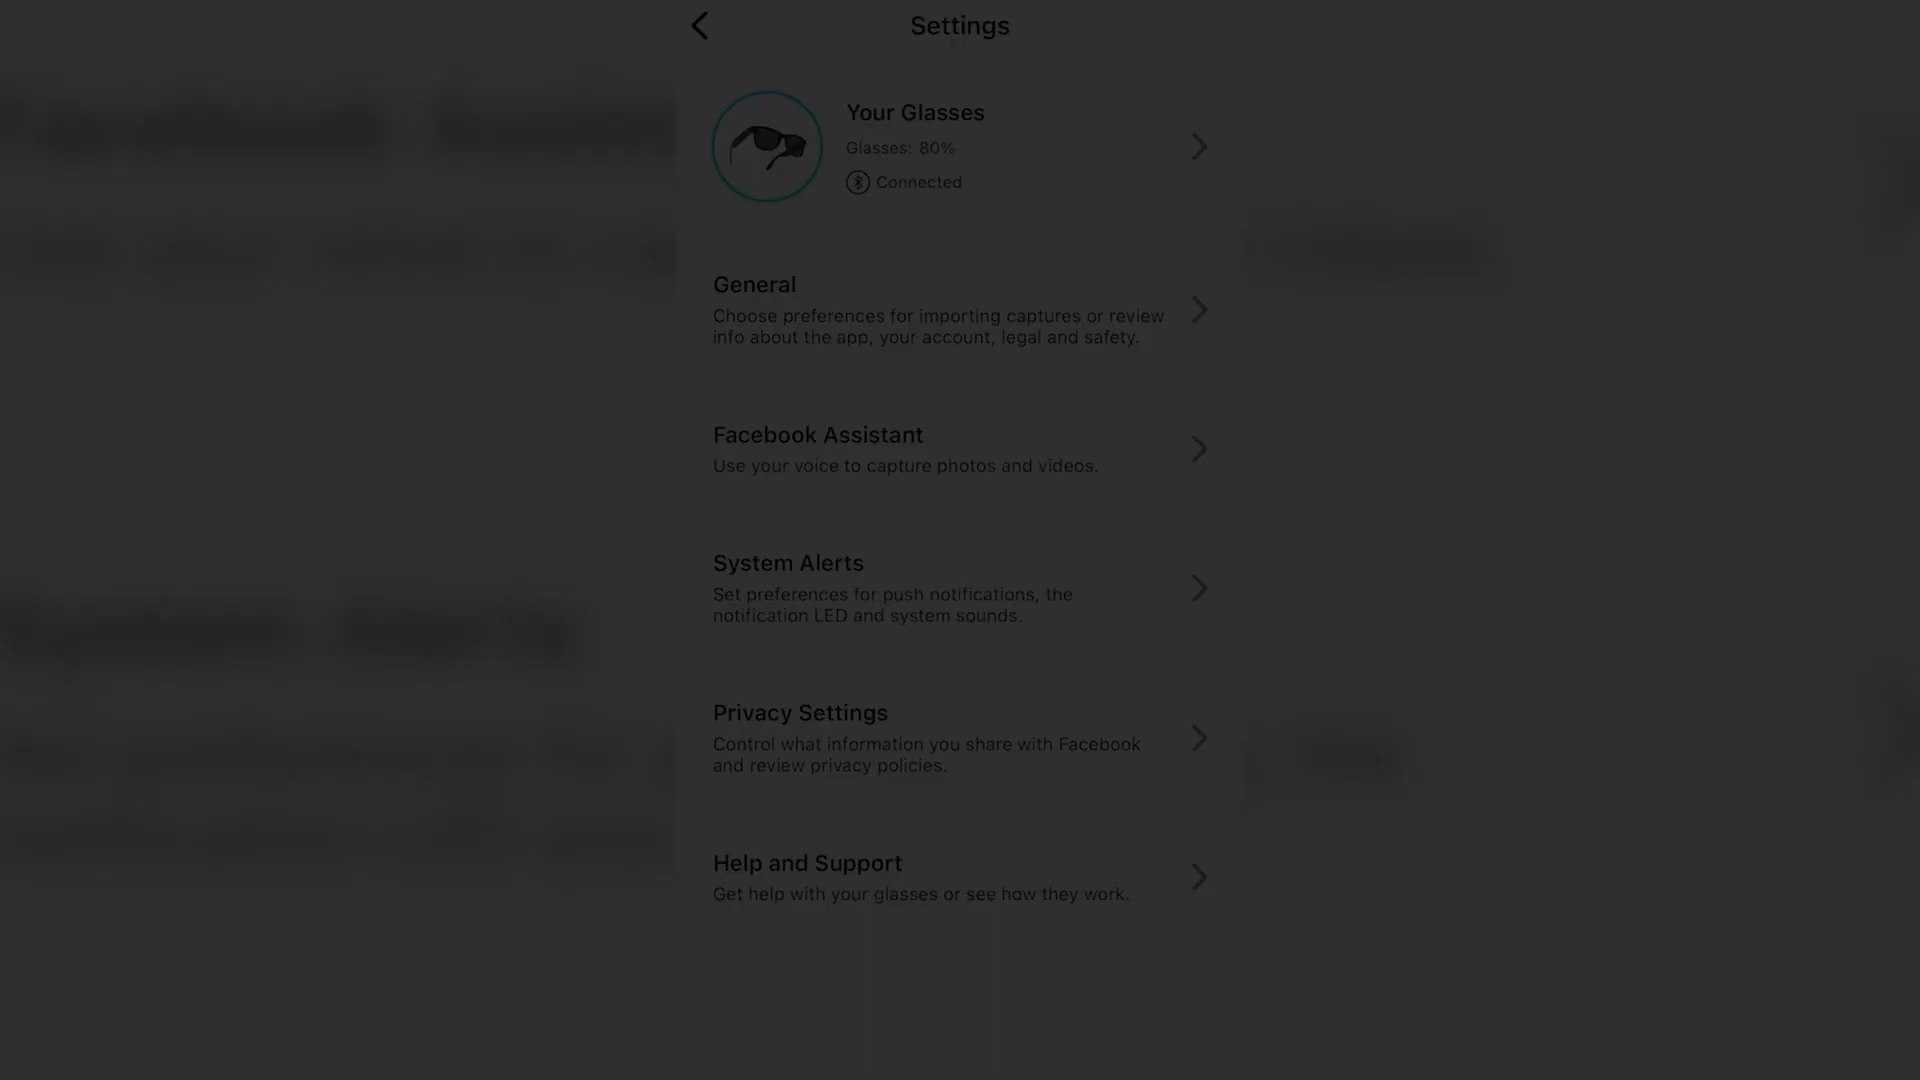 Settings
Your Glasses
Glasses: 80%
Connected
General
Choose preferences for importing captures or review
info about the app, your account, legal and safety.
Facebook Assistant
Use your voice to capture photos and videos.
System Alerts
Set preferences for push notifications, the
notification LED and system sounds.
Privacy Settings
Control what information you share with Facebook
and review privacy policies.
Help and Support
Get help with your glasses or see how they work.